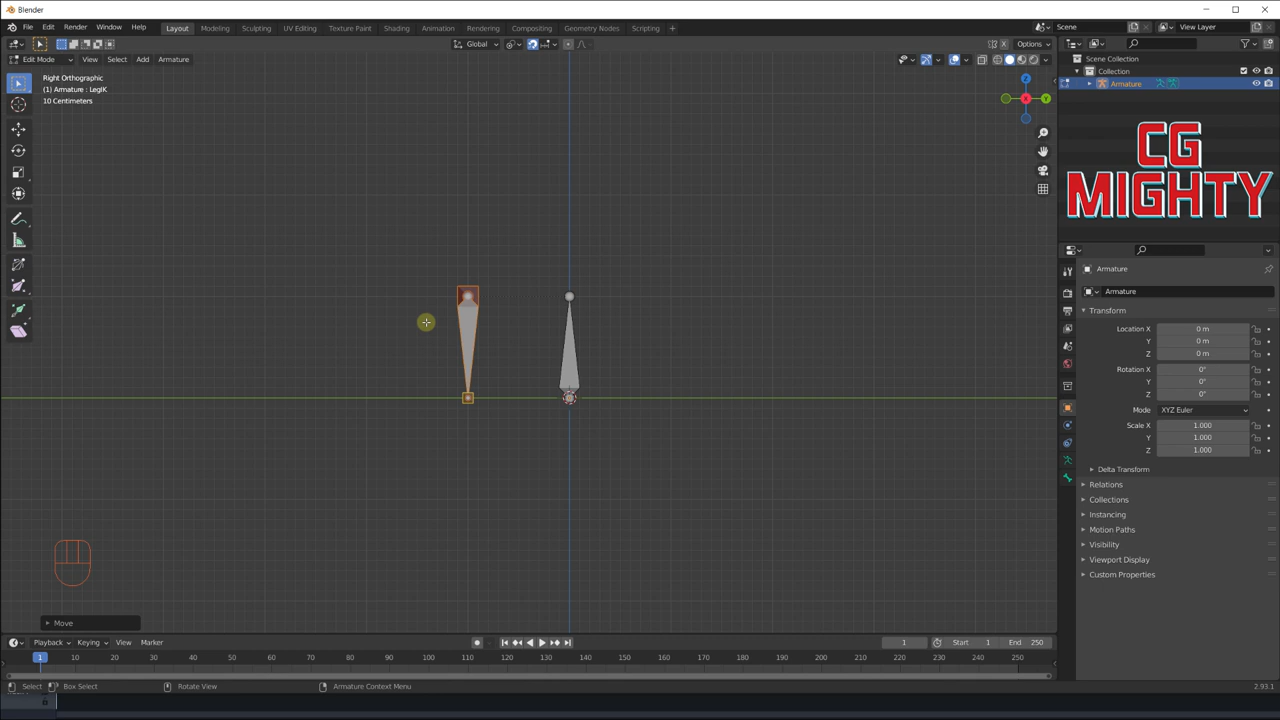 Blender
File Edit Render Window Help Layout Modeling Sculpting UV Editing Texture Paint Shading Animation Rendering Compositing Geometry Nodes Scripting + Scene View Layer
Global Options
Edit Mode View Select Add Armature
Right Orthographic
(1) Armature : LegIK
10 Centimeters
Z
X
Y
Scene Collection
Collection
Armature
CG
MIGHTY
Armature
Armature
Transform
Location X 0 m
Y 0 m
Z 0 m
Rotation X 0°
Y 0°
Z 0°
Mode XYZ Euler
Scale X 1.000
Y 1.000
Z 1.000
Delta Transform
Relations
Collections
Instancing
Motion Paths
Visibility
Viewport Display
Custom Properties
Move
Playback Keying View Marker 1 Start 1 End 250
1 10 20 30 40 50 60 70 80 90 100 110 120 130 140 150 160 170 180 190 200 210 220 230 240 250
Select Box Select Rotate View Armature Context Menu 2.93.1